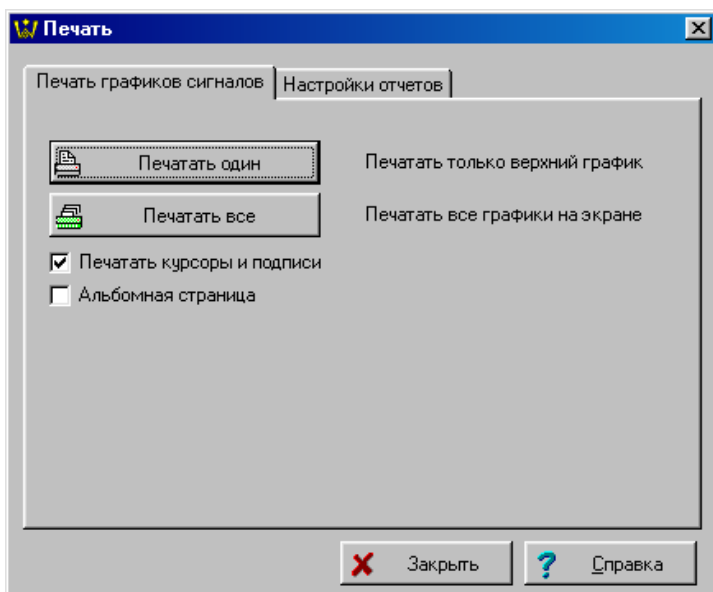 Печать
Печать графиков сигналов Настройки отчетов
Печатать один Печатать только верхний график
Печатать все Печатать все графики на экране
Печатать курсоры и подписи
Альбомная страница
Закрыть Справка